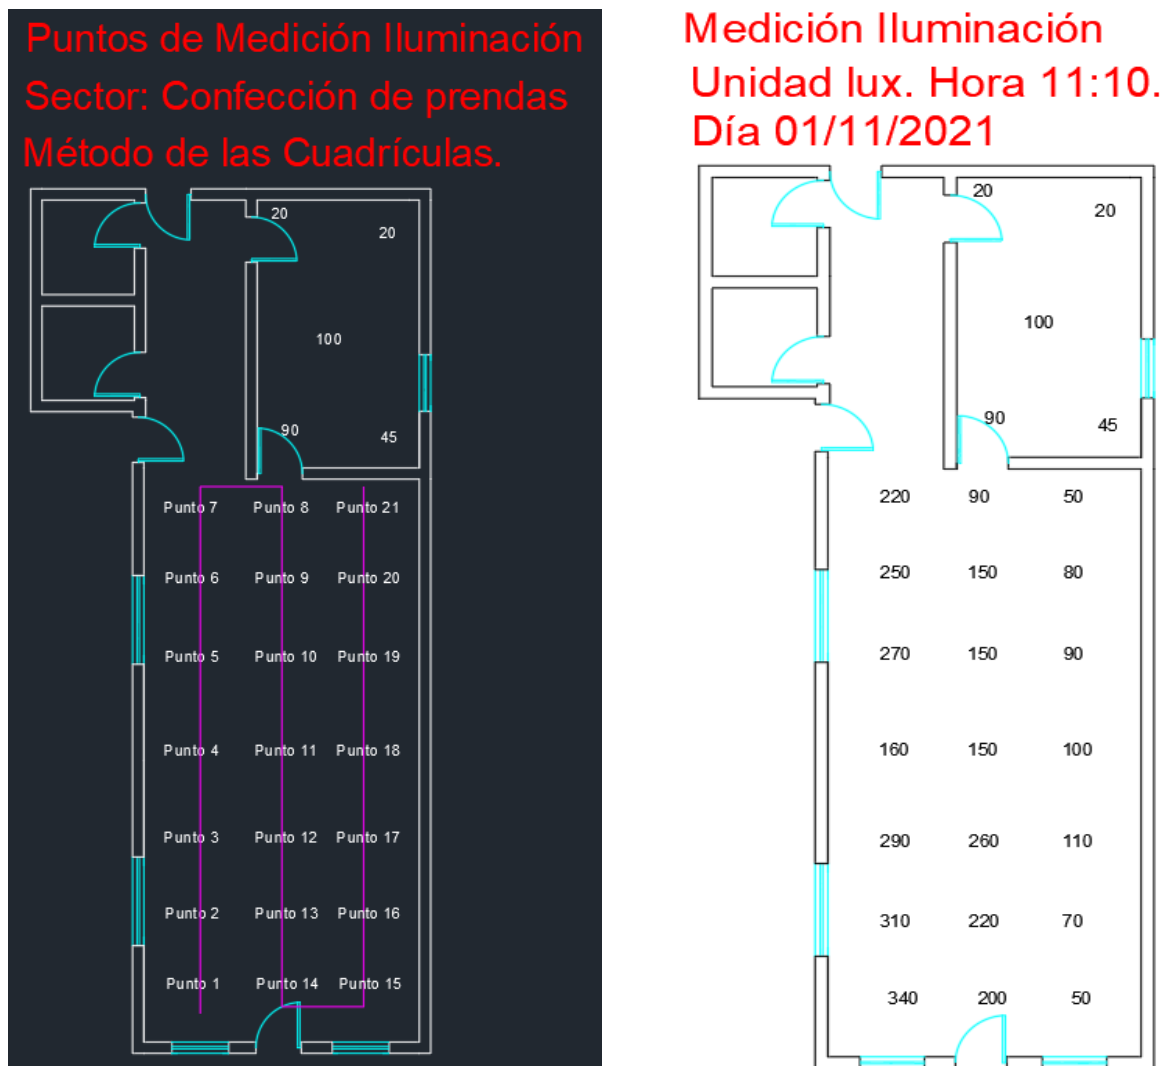 Puntos de Medición Iluminación
Sector: Confección de prendas
Método de las Cuadrículas.
20
20
100
90
45
Punto 7 Punto 8 Punto 21
Punto 6 Punto 9 Punto 20
Punto 5 Punto 10 Punto 19
Punto 4 Punto 11 Punto 18
Punto 3 Punto 12 Punto 17
Punto 2 Punto 13 Punto 16
Punto 1 Punto 14 Punto 15
Medición Iluminación
Unidad lux. Hora 11:10.
Día 01/11/2021
20
20
100
90
45
220 90 50
250 150 80
270 150 90
160 150 100
290 260 110
310 220 70
340 200 50